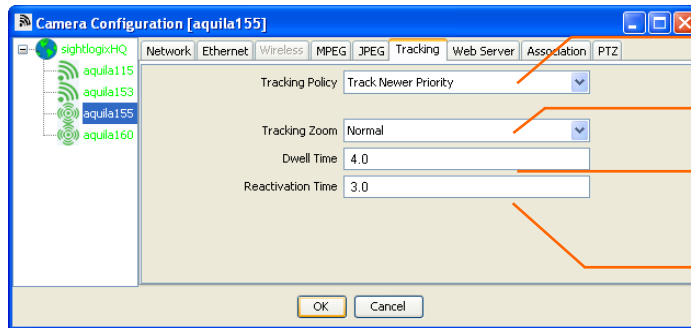 Camera Configuration [aquila155]
sightlogixHQ
aquila115
aquila153
aquila155
aquila160
Network Ethernet Wireless MPEG JPEG Tracking Web Server Association PTZ
Tracking Policy Track Newer Priority
Tracking Zoom Normal
Dwell Time 4.0
Reactivation Time 3.0
OK Cancel